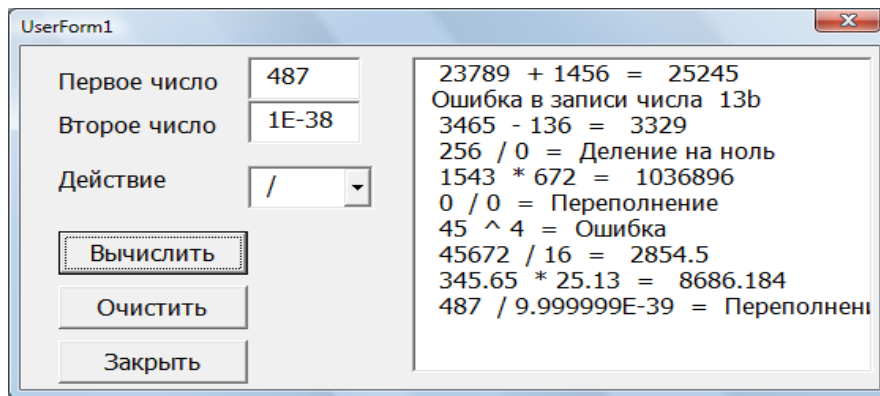 UserForm1
Первое число 487
Второе число 1E-38
Действие /
Вычислить
Очистить
Закрыть
23789 + 1456 = 25245
Ошибка в записи числа 13b
3465 - 136 = 3329
256 / 0 = Деление на ноль
1543 * 672 = 1036896
0 / 0 = Переполнение
45 ^ 4 = Ошибка
45672 / 16 = 2854.5
345.65 * 25.13 = 8686.184
487 / 9.999999E-39 = Переполнени